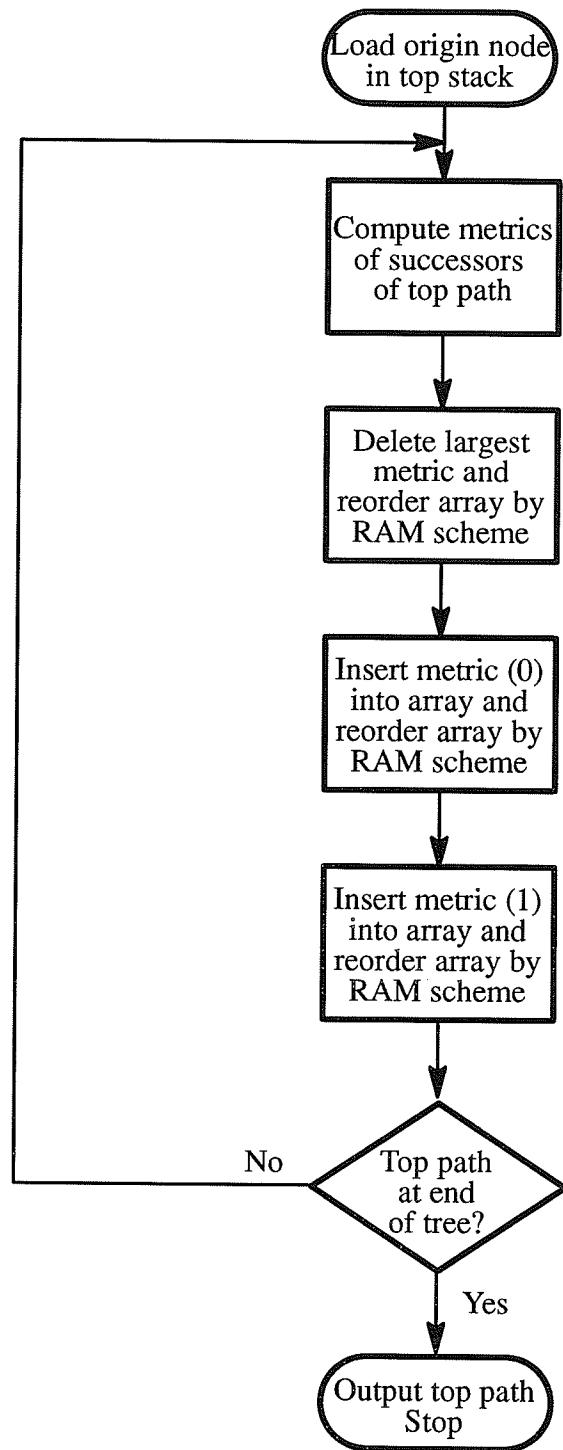 Load origin node
in top stack
Compute metrics
of successors
of top path
Delete largest
metric and
reorder array by
RAM scheme
Insert metric (0)
into array and
reorder array by
RAM scheme
Insert metric (1)
into array and
reorder array by
RAM scheme
No
Top path
at end
of tree?
Yes
Output top path
Stop